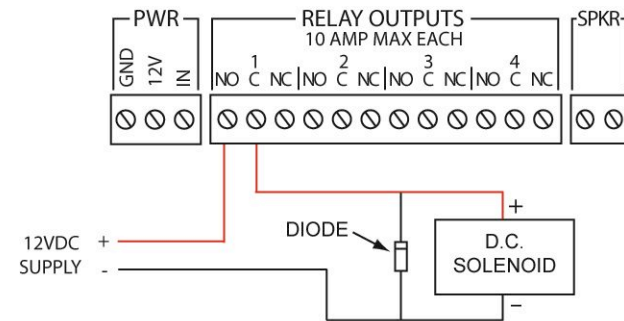 PWR
RELAY OUTPUTS
SPKR
10 AMP MAX EACH
GND
12V
IN
1 2 3 4
NO C NC NO C NC NO C NC NO C NC
DIODE
+
D.C.
SOLENOID
12VDC +
SUPPLY -
–